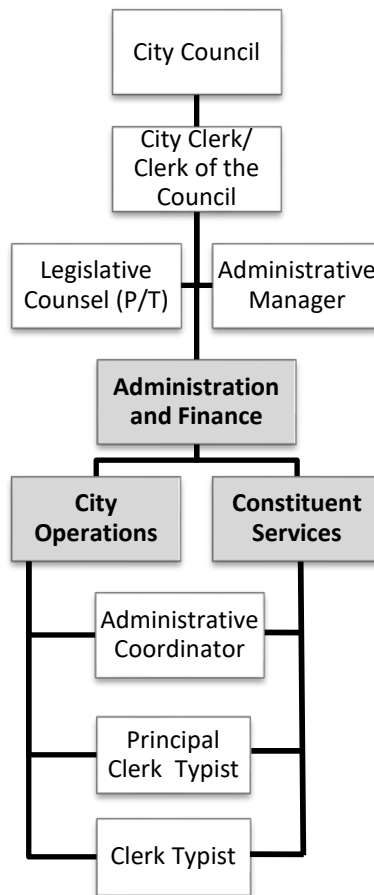 City Council
City Clerk/
Clerk of the
Council
Legislative
Counsel (P/T)
Administrative
Manager
Administration
and Finance
City
Operations
Constituent
Services
Administrative
Coordinator
Principal
Clerk Typist
Clerk Typist